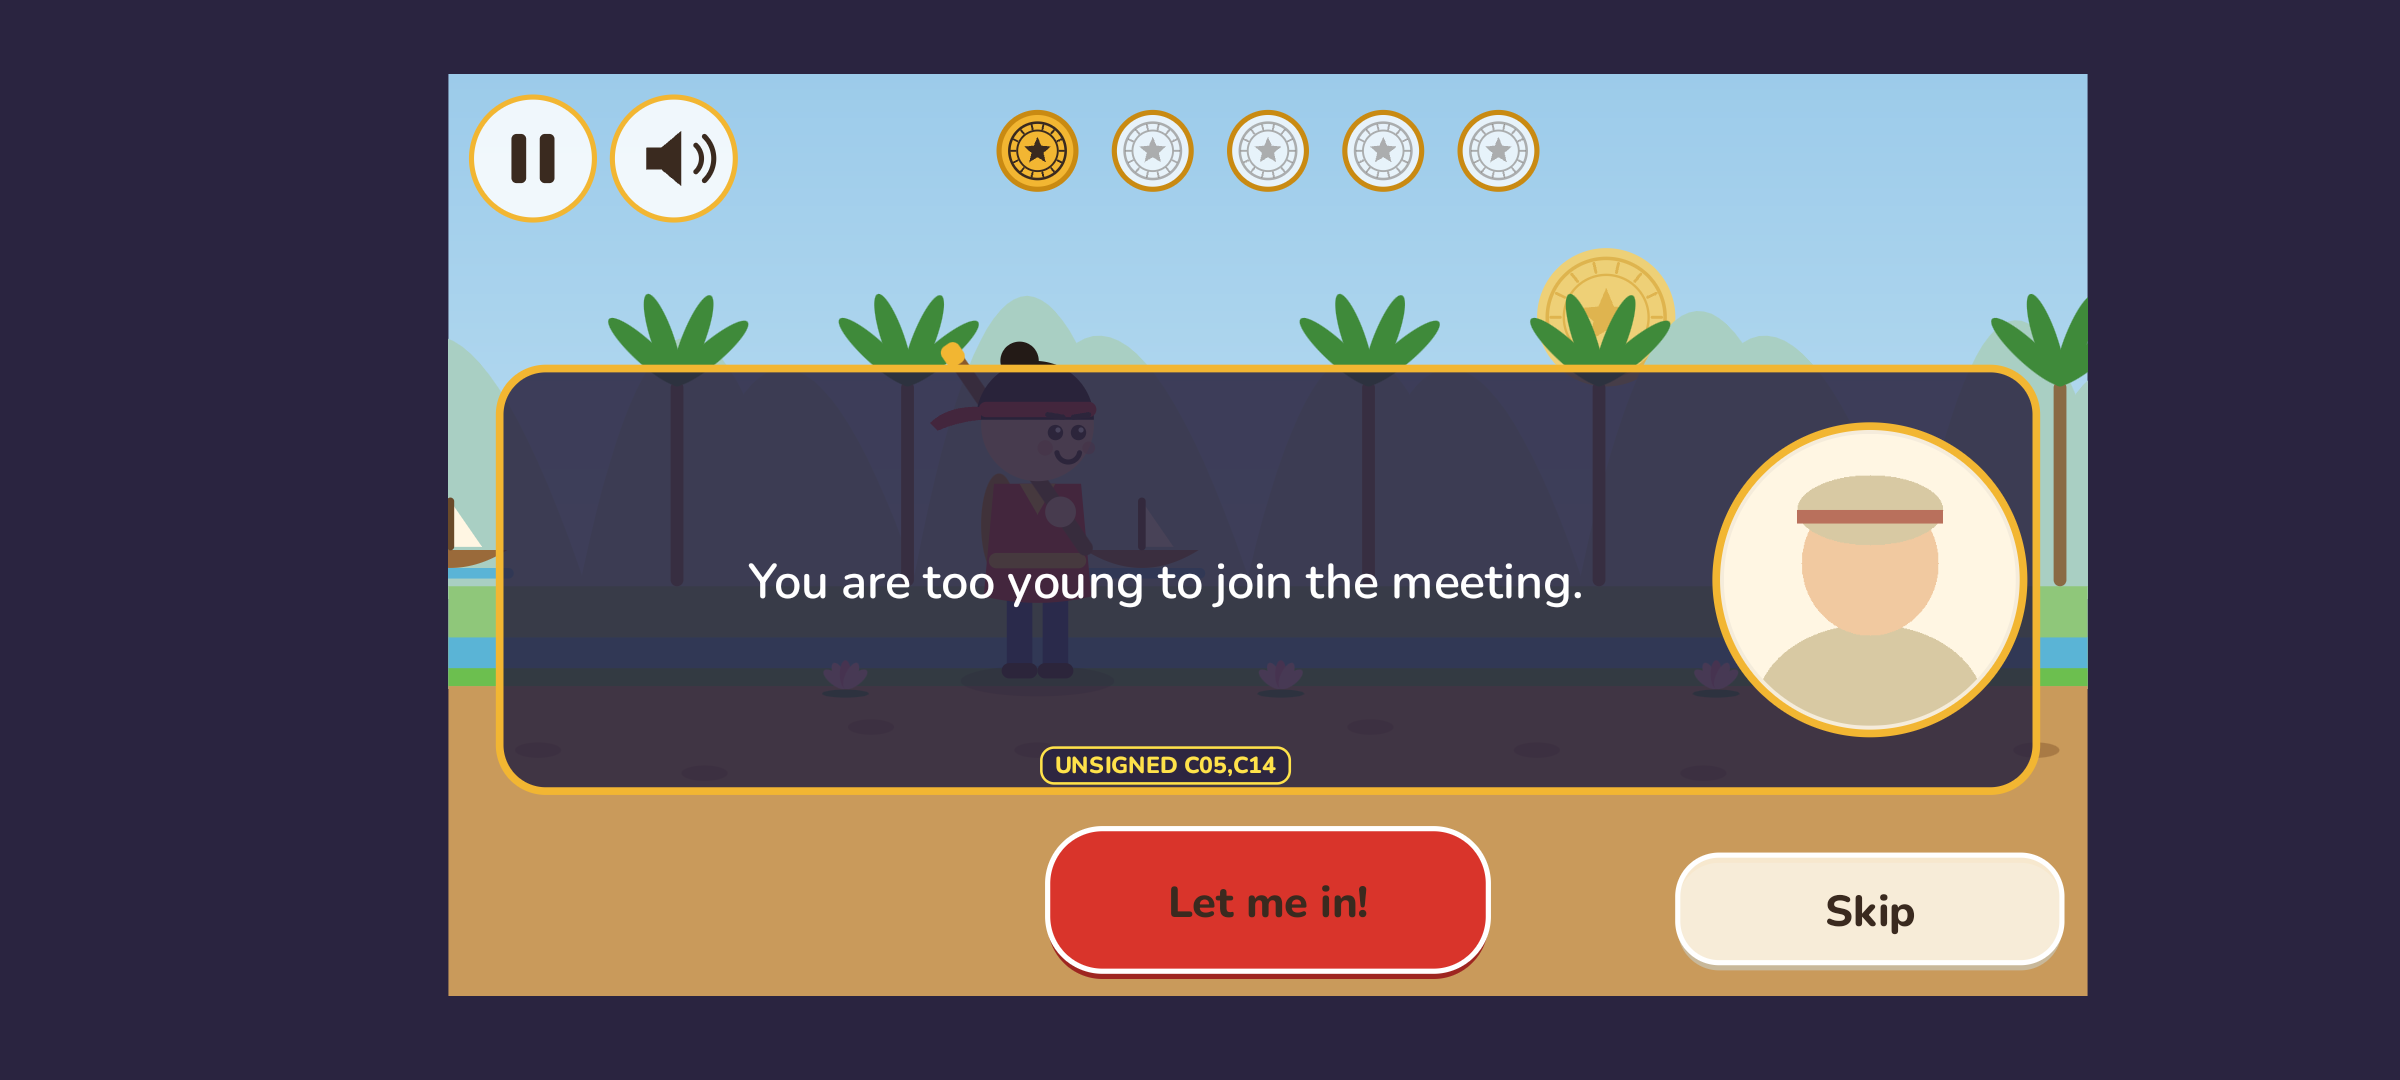 You are too young to join the meeting.
UNSIGNED C05,C14
Let me in!
Skip